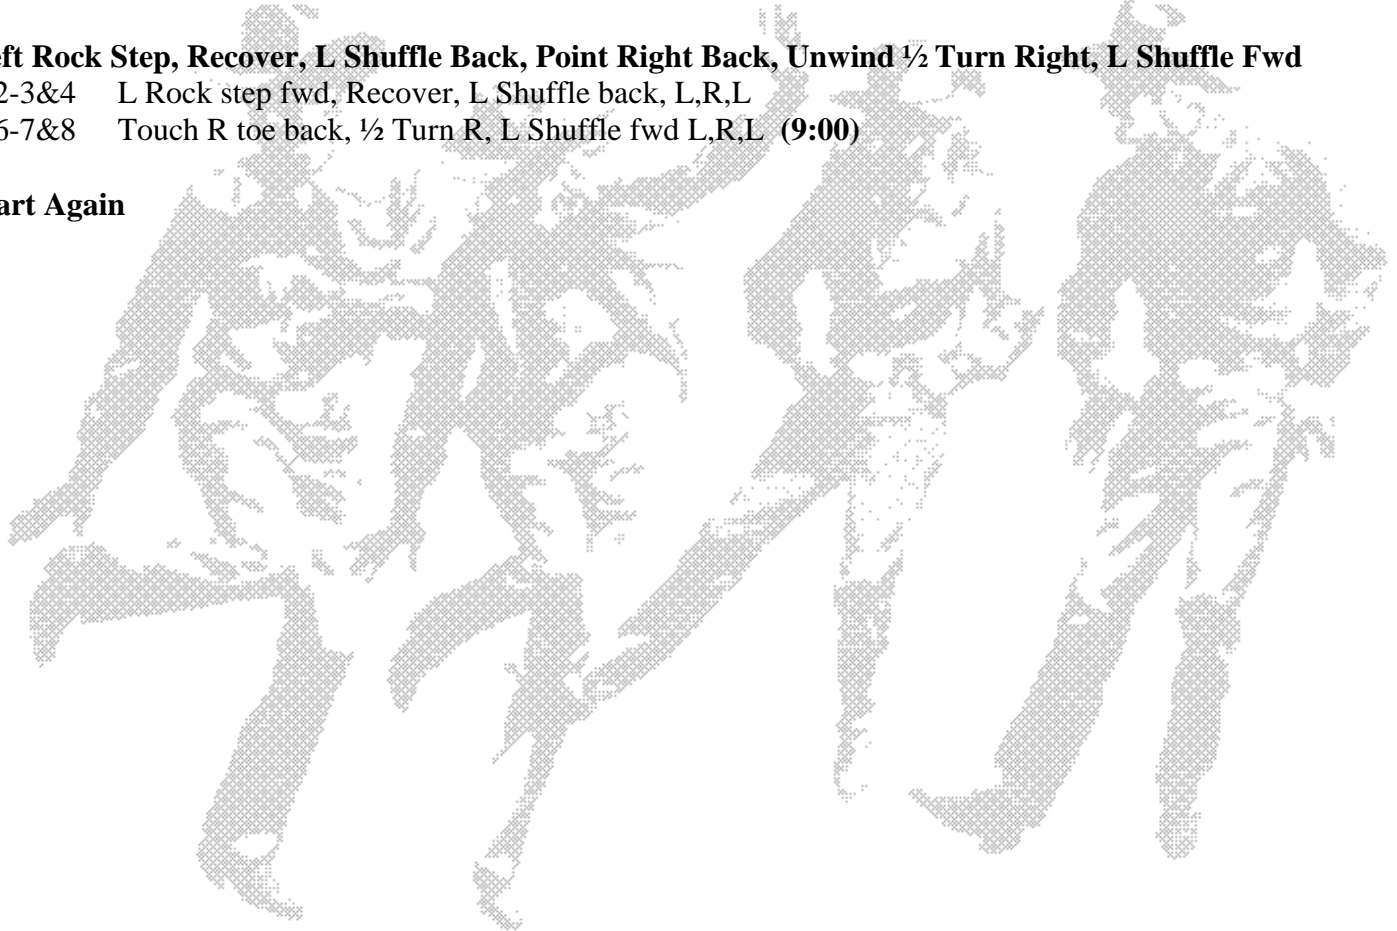 eft Rock Step, Recover, L Shuffle Back, Point Right Back, Unwind ½ Turn Right, L Shuffle Fwd
2-3&4 L Rock step fwd, Recover, L Shuffle back, L,R,L
6-7&8 Touch R toe back, ½ Turn R, L Shuffle fwd L,R,L (9:00)
art Again